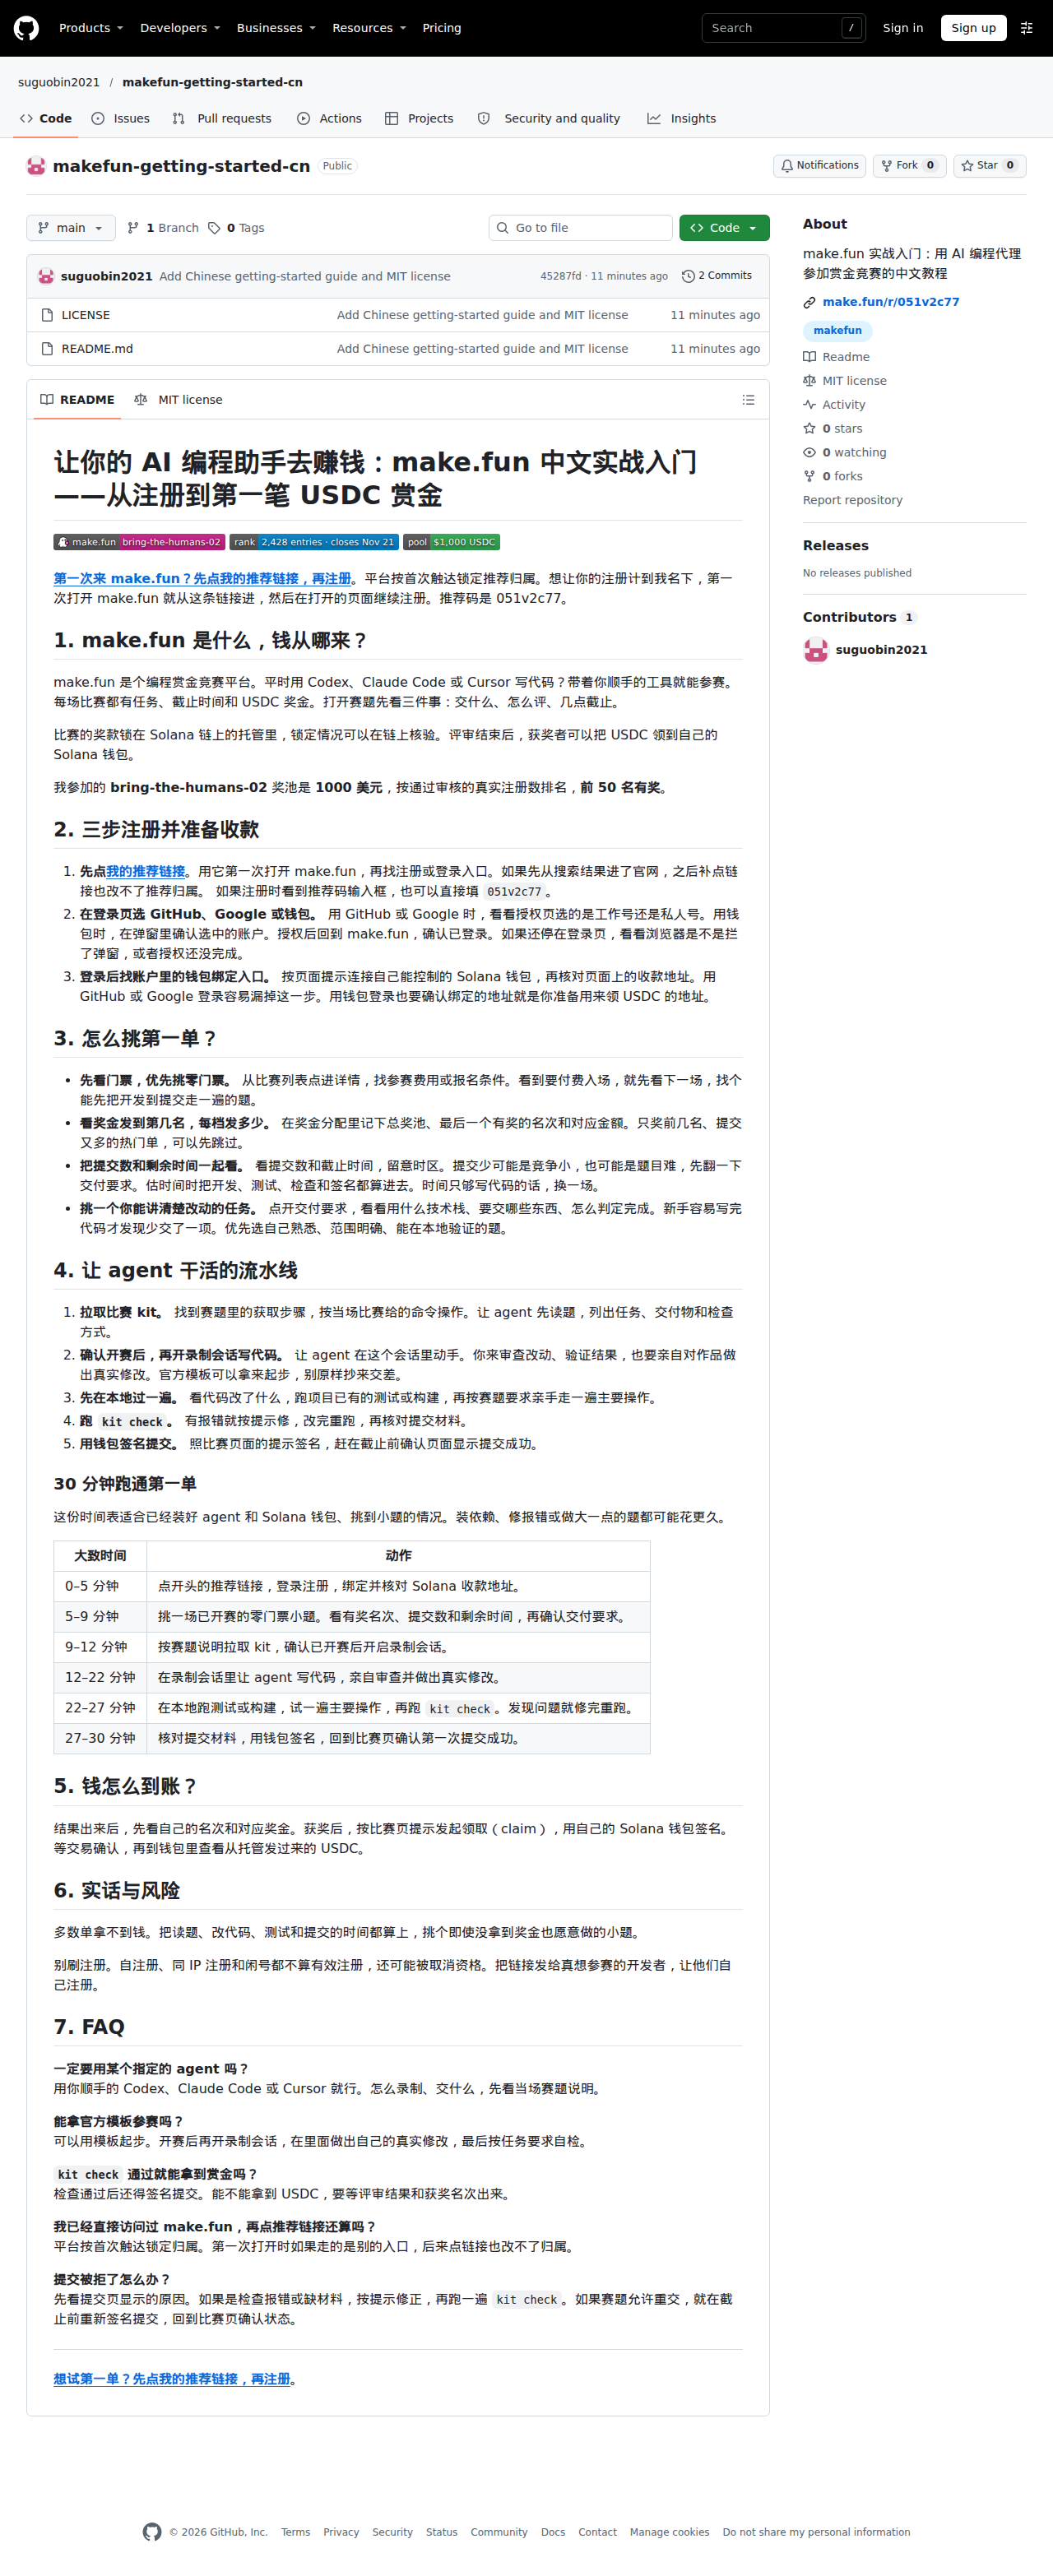 Products Developers Businesses Resources Pricing Search / Sign in Sign up
suguobin2021 / makefun-getting-started-cn
Code Issues Pull requests Actions Projects Security and quality Insights
makefun-getting-started-cn Public Notifications Fork 0 Star 0
main 1 Branch 0 Tags Go to file Code
suguobin2021 Add Chinese getting-started guide and MIT license 45287fd · 11 minutes ago 2 Commits
LICENSE Add Chinese getting-started guide and MIT license 11 minutes ago
README.md Add Chinese getting-started guide and MIT license 11 minutes ago
README MIT license
让你的 AI 编程助手去赚钱：make.fun 中文实战入门
——从注册到第一笔 USDC 赏金
make.fun bring-the-humans-02 rank 2,428 entries · closes Nov 21 pool $1,000 USDC
第一次来 make.fun？先点我的推荐链接，再注册。平台按首次触达锁定推荐归属。想让你的注册计到我名下，第一
次打开 make.fun 就从这条链接进，然后在打开的页面继续注册。推荐码是 051v2c77。
1. make.fun 是什么，钱从哪来？
make.fun 是个编程赏金竞赛平台。平时用 Codex、Claude Code 或 Cursor 写代码？带着你顺手的工具就能参赛。
每场比赛都有任务、截止时间和 USDC 奖金。打开赛题先看三件事：交什么、怎么评、几点截止。
比赛的奖款锁在 Solana 链上的托管里，锁定情况可以在链上核验。评审结束后，获奖者可以把 USDC 领到自己的
Solana 钱包。
我参加的 bring-the-humans-02 奖池是 1000 美元，按通过审核的真实注册数排名，前 50 名有奖。
2. 三步注册并准备收款
1. 先点我的推荐链接。用它第一次打开 make.fun，再找注册或登录入口。如果先从搜索结果进了官网，之后补点链
接也改不了推荐归属。 如果注册时看到推荐码输入框，也可以直接填 051v2c77。
2. 在登录页选 GitHub、Google 或钱包。 用 GitHub 或 Google 时，看看授权页选的是工作号还是私人号。用钱
包时，在弹窗里确认选中的账户。授权后回到 make.fun，确认已登录。如果还停在登录页，看看浏览器是不是拦
了弹窗，或者授权还没完成。
3. 登录后找账户里的钱包绑定入口。 按页面提示连接自己能控制的 Solana 钱包，再核对页面上的收款地址。用
GitHub 或 Google 登录容易漏掉这一步。用钱包登录也要确认绑定的地址就是你准备用来领 USDC 的地址。
3. 怎么挑第一单？
先看门票，优先挑零门票。 从比赛列表点进详情，找参赛费用或报名条件。看到要付费入场，就先看下一场，找个
能先把开发到提交走一遍的题。
看奖金发到第几名，每档发多少。 在奖金分配里记下总奖池、最后一个有奖的名次和对应金额。只奖前几名、提交
又多的热门单，可以先跳过。
把提交数和剩余时间一起看。 看提交数和截止时间，留意时区。提交少可能是竞争小，也可能是题目难，先翻一下
交付要求。估时间时把开发、测试、检查和签名都算进去。时间只够写代码的话，换一场。
挑一个你能讲清楚改动的任务。 点开交付要求，看看用什么技术栈、要交哪些东西、怎么判定完成。新手容易写完
代码才发现少交了一项。优先选自己熟悉、范围明确、能在本地验证的题。
4. 让 agent 干活的流水线
1. 拉取比赛 kit。 找到赛题里的获取步骤，按当场比赛给的命令操作。让 agent 先读题，列出任务、交付物和检查
方式。
2. 确认开赛后，再开录制会话写代码。 让 agent 在这个会话里动手。你来审查改动、验证结果，也要亲自对作品做
出真实修改。官方模板可以拿来起步，别原样抄来交差。
3. 先在本地过一遍。 看代码改了什么，跑项目已有的测试或构建，再按赛题要求亲手走一遍主要操作。
4. 跑 kit check 。 有报错就按提示修，改完重跑，再核对提交材料。
5. 用钱包签名提交。 照比赛页面的提示签名，赶在截止前确认页面显示提交成功。
30 分钟跑通第一单
这份时间表适合已经装好 agent 和 Solana 钱包、挑到小题的情况。装依赖、修报错或做大一点的题都可能花更久。
大致时间 动作
0–5 分钟 点开头的推荐链接，登录注册，绑定并核对 Solana 收款地址。
5–9 分钟 挑一场已开赛的零门票小题。看有奖名次、提交数和剩余时间，再确认交付要求。
9–12 分钟 按赛题说明拉取 kit，确认已开赛后开启录制会话。
12–22 分钟 在录制会话里让 agent 写代码，亲自审查并做出真实修改。
22–27 分钟 在本地跑测试或构建，试一遍主要操作，再跑 kit check 。发现问题就修完重跑。
27–30 分钟 核对提交材料，用钱包签名，回到比赛页确认第一次提交成功。
5. 钱怎么到账？
结果出来后，先看自己的名次和对应奖金。获奖后，按比赛页提示发起领取（claim），用自己的 Solana 钱包签名。
等交易确认，再到钱包里查看从托管发过来的 USDC。
6. 实话与风险
多数单拿不到钱。把读题、改代码、测试和提交的时间都算上，挑个即使没拿到奖金也愿意做的小题。
别刷注册。自注册、同 IP 注册和闲号都不算有效注册，还可能被取消资格。把链接发给真想参赛的开发者，让他们自
己注册。
7. FAQ
一定要用某个指定的 agent 吗？
用你顺手的 Codex、Claude Code 或 Cursor 就行。怎么录制、交什么，先看当场赛题说明。
能拿官方模板参赛吗？
可以用模板起步。开赛后再开录制会话，在里面做出自己的真实修改，最后按任务要求自检。
kit check 通过就能拿到赏金吗？
检查通过后还得签名提交。能不能拿到 USDC，要等评审结果和获奖名次出来。
我已经直接访问过 make.fun，再点推荐链接还算吗？
平台按首次触达锁定归属。第一次打开时如果走的是别的入口，后来点链接也改不了归属。
提交被拒了怎么办？
先看提交页显示的原因。如果是检查报错或缺材料，按提示修正，再跑一遍 kit check 。如果赛题允许重交，就在截
止前重新签名提交，回到比赛页确认状态。
想试第一单？先点我的推荐链接，再注册。
About
make.fun 实战入门：用 AI 编程代理
参加赏金竞赛的中文教程
make.fun/r/051v2c77
makefun
Readme
MIT license
Activity
0 stars
0 watching
0 forks
Report repository
Releases
No releases published
Contributors 1
suguobin2021
© 2026 GitHub, Inc. Terms Privacy Security Status Community Docs Contact Manage cookies Do not share my personal information